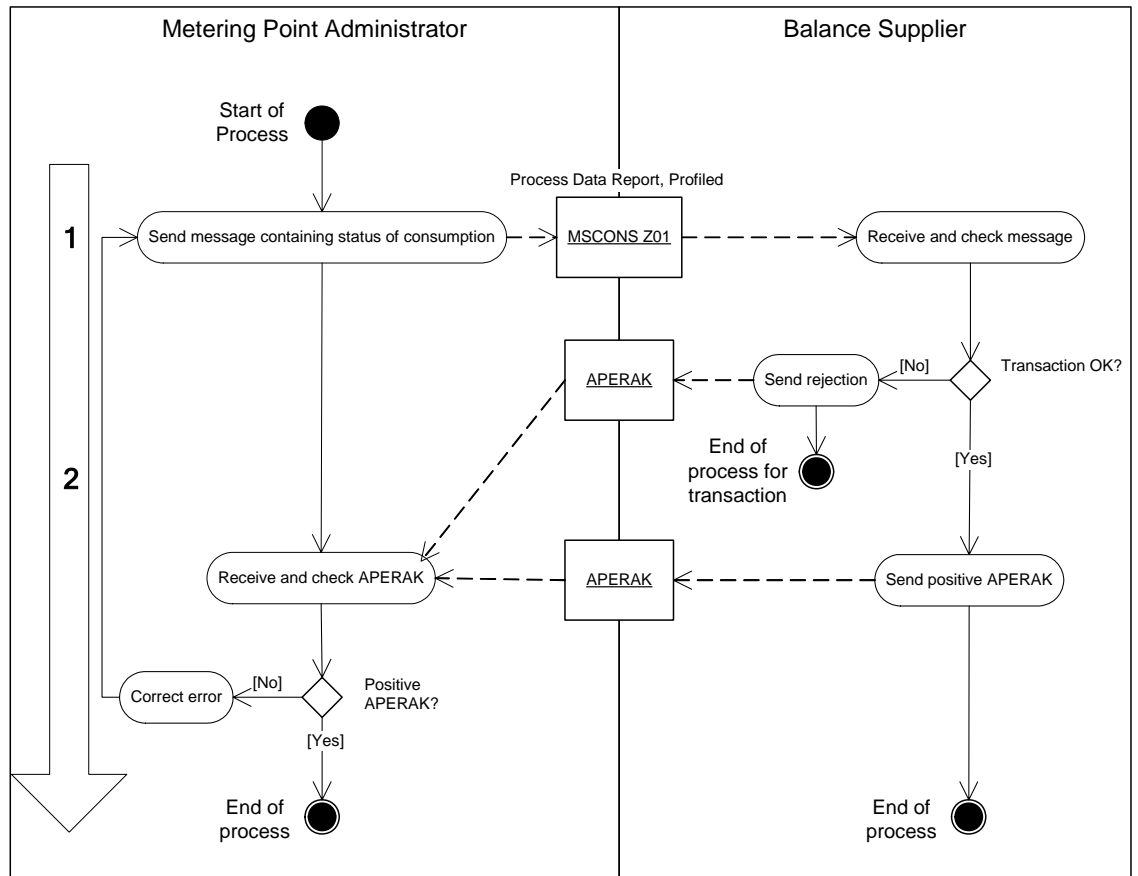 Metering Point Administrator
Balance Supplier
Start of
Process
Process Data Report, Profiled
1
Send message containing status of consumption
MSCONS Z01
Receive and check message
[No]
Transaction OK?
APERAK
Send rejection
End of
process for
transaction
[Yes]
2
Receive and check APERAK
APERAK
Send positive APERAK
Correct error
[No]
Positive
APERAK?
[Yes]
End of
process
End of
process